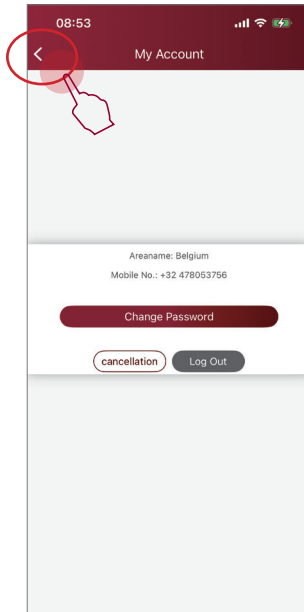 08:53
My Account
Areaname: Belgium
Mobile No.: +32 478053756
Change Password
cancellation Log Out